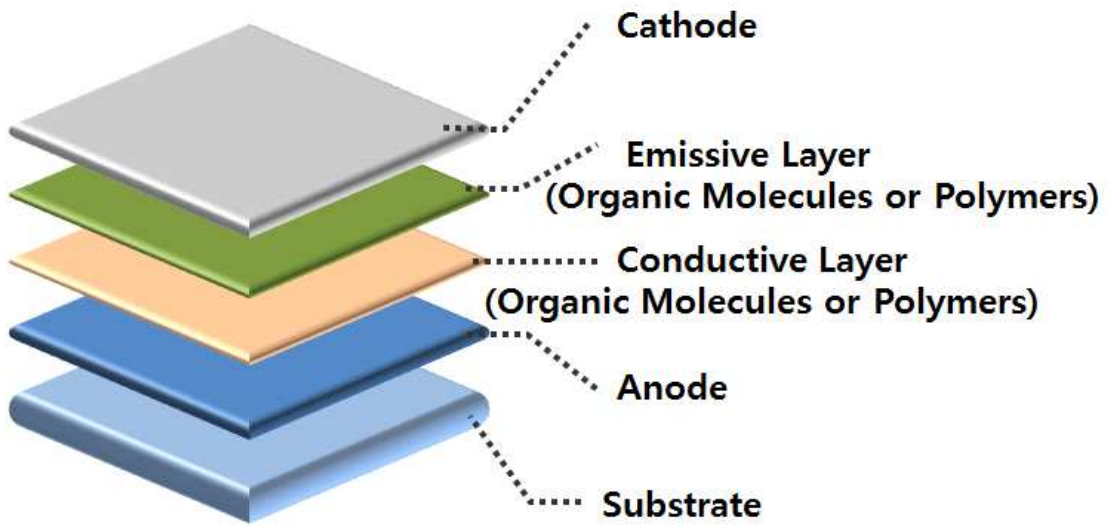 Cathode
Emissive Layer
(Organic Molecules or Polymers)
Conductive Layer
(Organic Molecules or Polymers)
Anode
Substrate